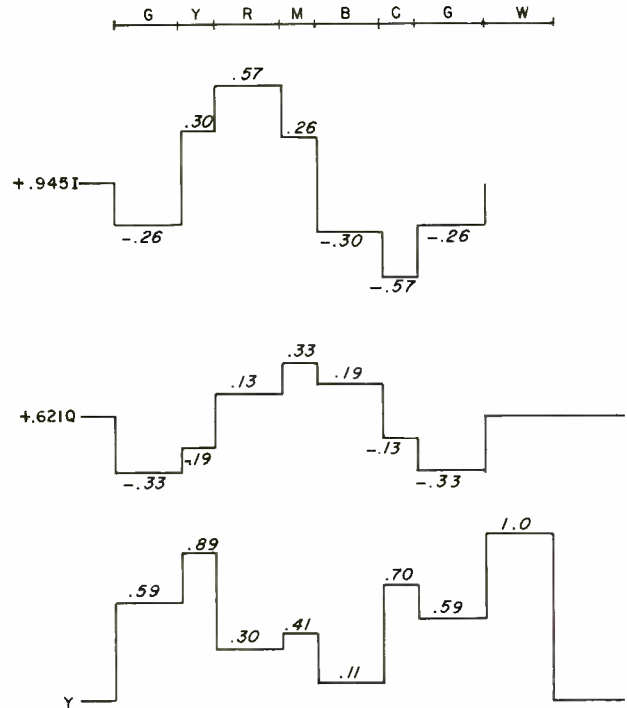 G Y R M B C G W
.57
.30 .26
+.945I
-.26 -.30 -.26
-.57
.33
.13 .19
+.621Q
-.19 -.13
-.33 -.33
1.0
.89
.70
.59 .59
.41
.30
.11
Y